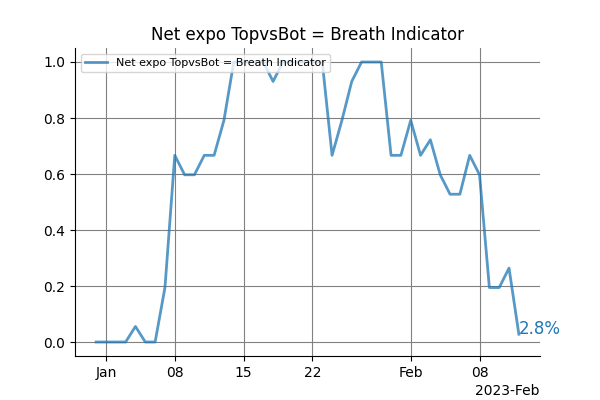 Net expo TopvsBot = Breath Indicator
Net expo TopvsBot = Breath Indicator
1.0
0.8
0.6
0.4
0.2
0.0
2.8%
Jan 08 15 22 Feb 08
2023-Feb